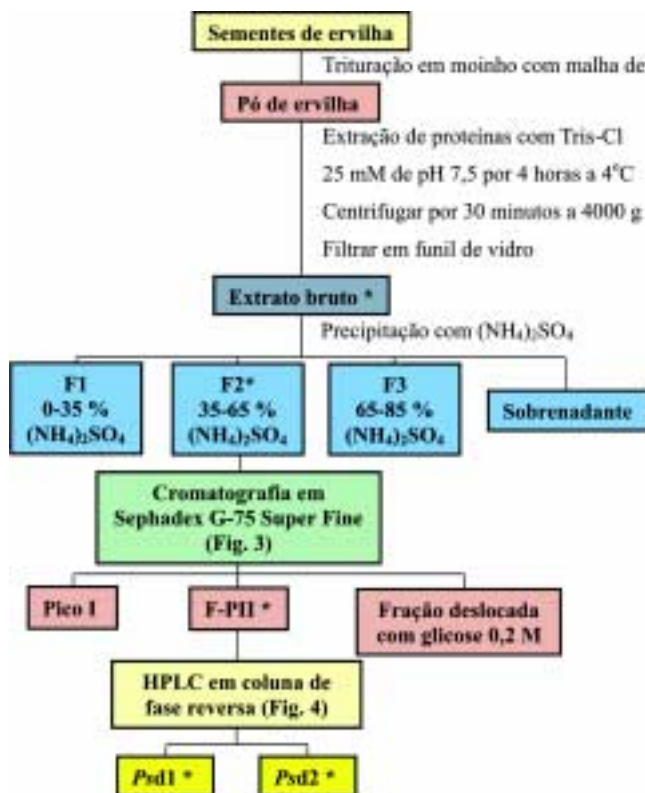 Sementes de ervilha
Trituração em moinho com malha de
Pó de ervilha
Extração de proteinas com Tris-Cl
25 mM de pH 7,5 por 4 horas a 4°C
Centrifugar por 30 minutos a 4000 g
Filtrar em funil de vidro
Extrato bruto *
Precipitação com (NH₄)₂SO₄
F1
0-35 %
(NH₄)₂SO₄
F2*
35-65 %
(NH₄)₂SO₄
F3
65-85 %
(NH₄)₂SO₄
Sobrenadante
Cromatografia em
Sephadex G-75 Super Fine
(Fig. 3)
Pico I
F-PII *
Fração deslocada
com glicose 0,2 M
HPLC em coluna de
fase reversa (Fig. 4)
Psd1 *
Psd2 *